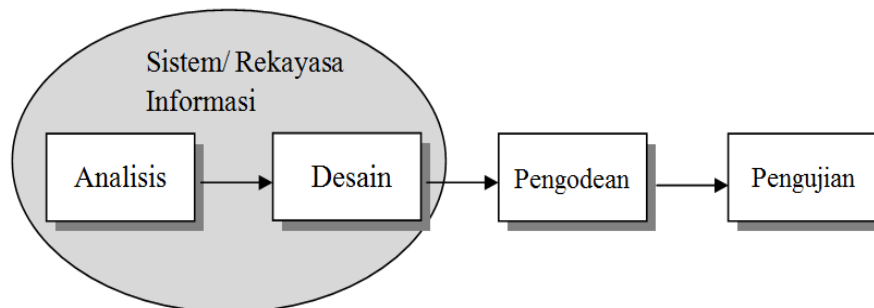 Sistem/ Rekayasa
Informasi
Analisis
Desain
Pengodean
Pengujian